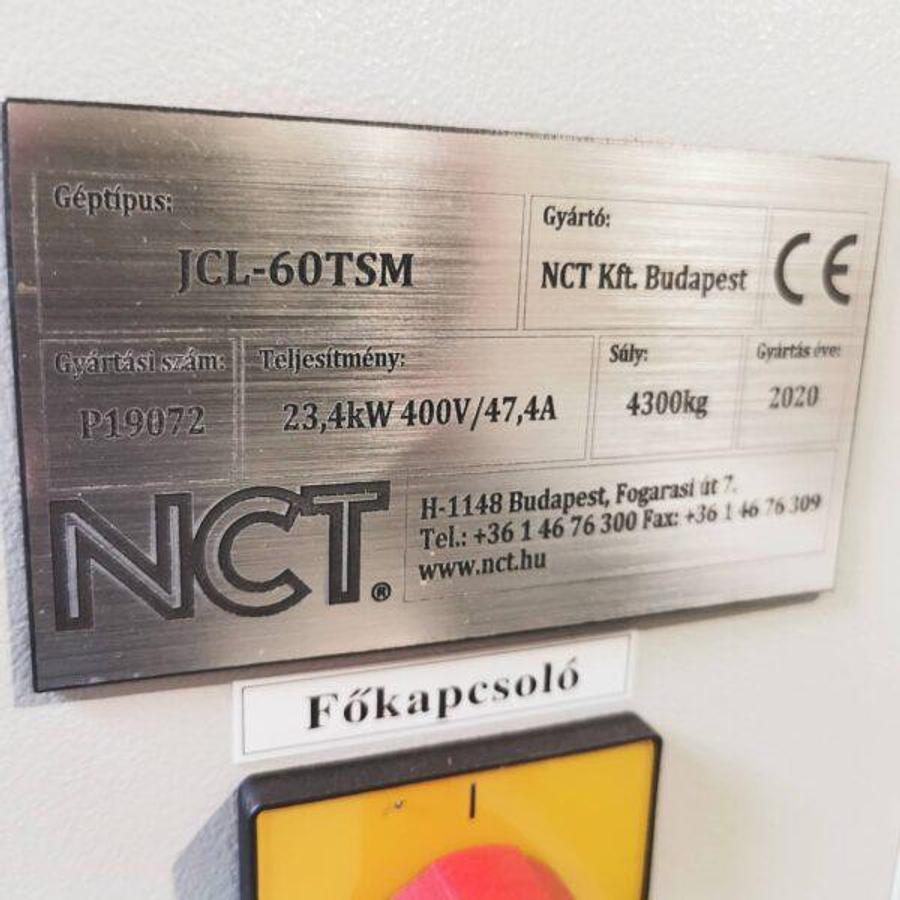 Géptípus:
JCL-60TSM
Gyártó:
NCT Kft. Budapest
CE
Gyártási szám:
P19072
Teljesítmény:
23,4kW 400V/47,4A
Súly:
4300kg
Gyártás éve:
2020
NCT®
H-1148 Budapest, Fogarasi út 7.
Tel.: +36 1 46 76 300 Fax: +36 1 46 76 309
www.nct.hu
Főkapcsoló
I